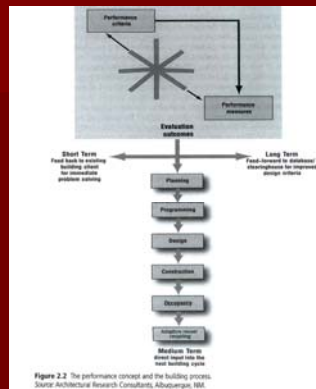 Performance
criteria
Performance
measures
Evaluation
outcomes
Short Term
Feed back to existing
building client
for immediate
problem solving
Long Term
Feed-forward to database/
clearinghouse for improved
design criteria
Planning
Programming
Design
Construction
Occupancy
Adaptive reuse/
recycling
Medium Term
direct input into the
next building cycle
Figure 2.2 The performance concept and the building process.
Source: Architectural Research Consultants, Albuquerque, NM.